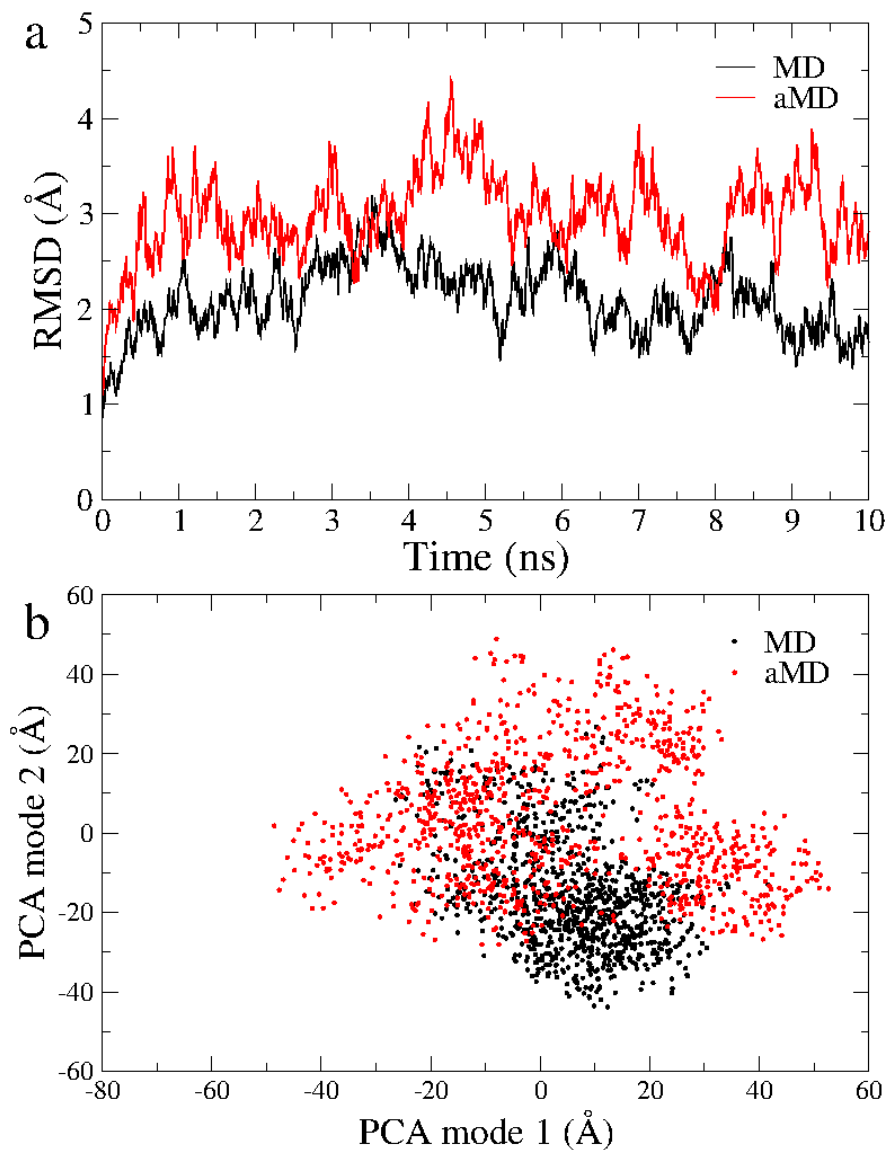 a
5
4
3
2
1
0
RMSD (Å)
MD
aMD
0 1 2 3 4 5 6 7 8 9 10
Time (ns)
b
60
40
20
0
-20
-40
-60
PCA mode 2 (Å)
MD
aMD
-80 -60 -40 -20 0 20 40 60
PCA mode 1 (Å)